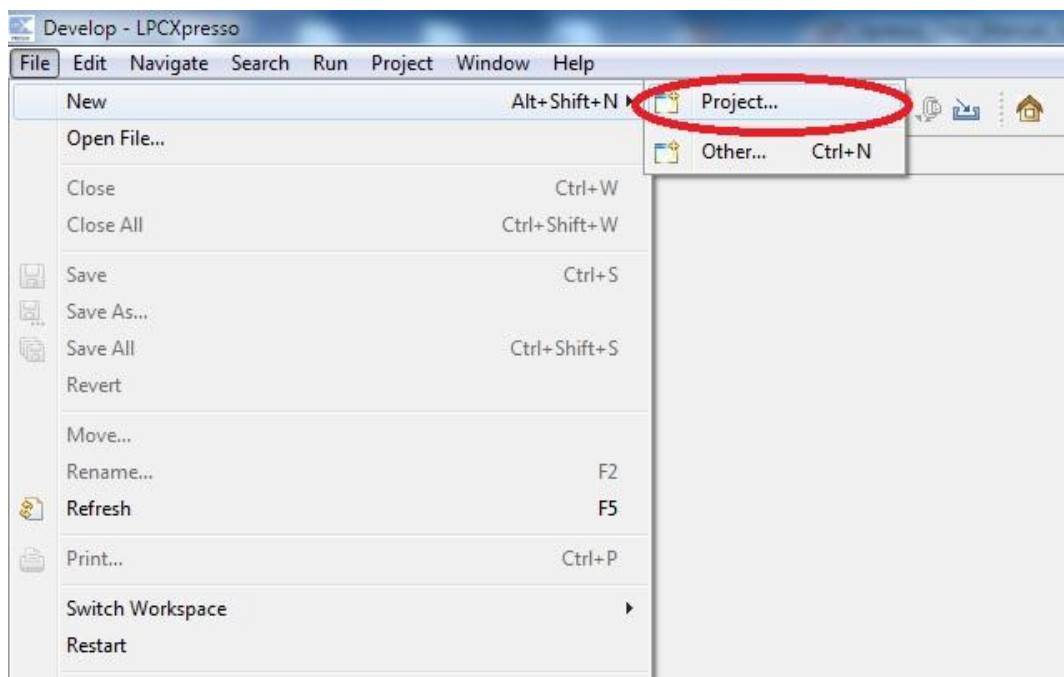 Develop - LPCXpresso
File Edit Navigate Search Run Project Window Help
New Alt+Shift+N
Project...
Open File...
Other... Ctrl+N
Close Ctrl+W
Close All Ctrl+Shift+W
Save Ctrl+S
Save As...
Save All Ctrl+Shift+S
Revert
Move...
Rename... F2
Refresh F5
Print... Ctrl+P
Switch Workspace
Restart